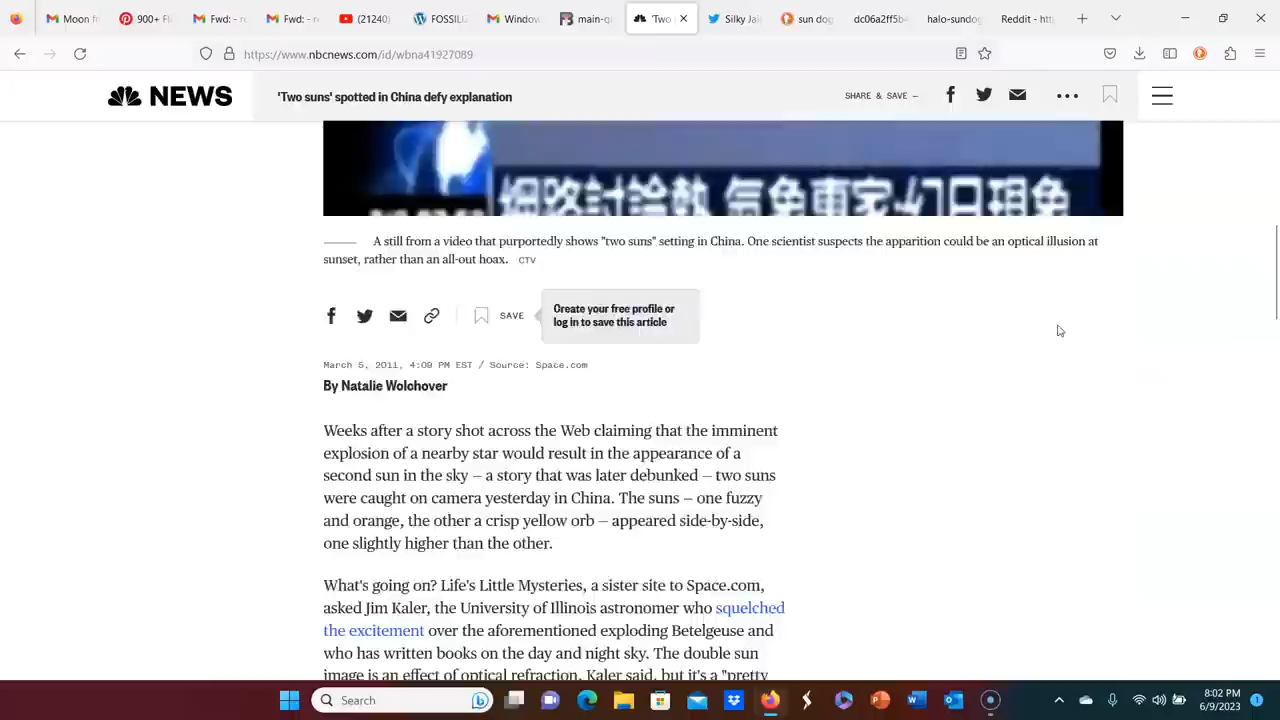 Moon fr
900+ Fl
Fwd: - re
Fwd: - re
(21240)
FOSSILI
Window
main-qu
'Two
Silky Jai
sun dog
dc06a2ff5b4
halo-sundog
Reddit - htt
https://www.nbcnews.com/id/wbna41927089
NEWS
'Two suns' spotted in China defy explanation
SHARE & SAVE —
A still from a video that purportedly shows "two suns" setting in China. One scientist suspects the apparition could be an optical illusion at
sunset, rather than an all-out hoax. CTV
SAVE
Create your free profile or
log in to save this article
March 5, 2011, 4:09 PM EST / Source: Space.com
By Natalie Wolchover
Weeks after a story shot across the Web claiming that the imminent
explosion of a nearby star would result in the appearance of a
second sun in the sky — a story that was later debunked — two suns
were caught on camera yesterday in China. The suns — one fuzzy
and orange, the other a crisp yellow orb — appeared side-by-side,
one slightly higher than the other.
What's going on? Life's Little Mysteries, a sister site to Space.com,
asked Jim Kaler, the University of Illinois astronomer who squelched
the excitement over the aforementioned exploding Betelgeuse and
who has written books on the day and night sky. The double sun
image is an effect of optical refraction, Kaler said, but it's a "pretty
Search
8:02 PM
6/9/2023